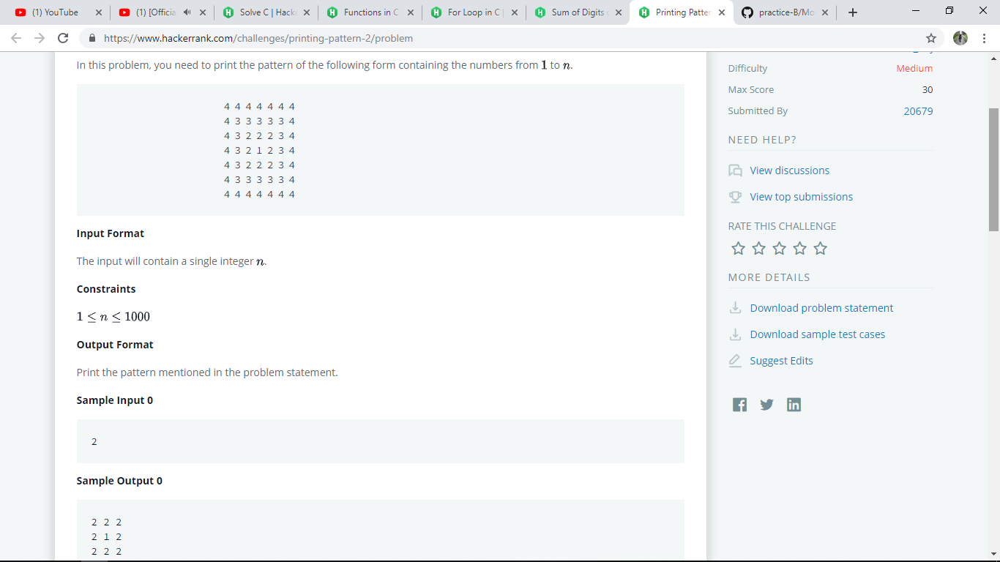 (1) YouTube
(1) [Officia
Solve C | Hack
Functions in C
For Loop in C |
Sum of Digits
Printing Patter
practice-B/Mo
https://www.hackerrank.com/challenges/printing-pattern-2/problem
In this problem, you need to print the pattern of the following form containing the numbers from 1 to n.
4 4 4 4 4 4 4
4 3 3 3 3 3 4
4 3 2 2 2 3 4
4 3 2 1 2 3 4
4 3 2 2 2 3 4
4 3 3 3 3 3 4
4 4 4 4 4 4 4
Input Format
The input will contain a single integer n.
Constraints
1 ≤ n ≤ 1000
Output Format
Print the pattern mentioned in the problem statement.
Sample Input 0
2
Sample Output 0
2 2 2
2 1 2
2 2 2
Difficulty Medium
Max Score 30
Submitted By 20679
NEED HELP?
View discussions
View top submissions
RATE THIS CHALLENGE
MORE DETAILS
Download problem statement
Download sample test cases
Suggest Edits